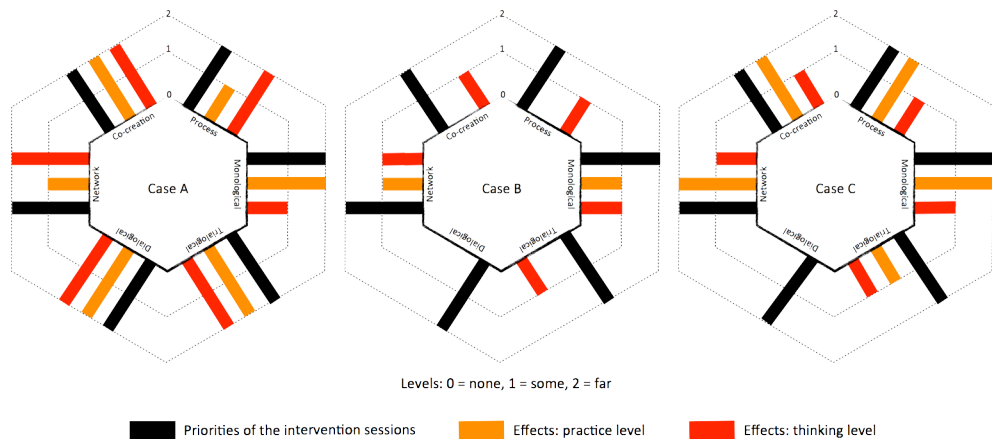 2
1
0
Co-creation
Process
Network
Monological
Case A
Dialogical
Trialogical
2
1
0
Co-creation
Process
Network
Monological
Case B
Dialogical
Trialogical
2
1
0
Co-creation
Process
Network
Monological
Case C
Dialogical
Trialogical
Levels: 0 = none, 1 = some, 2 = far
Priorities of the intervention sessions
Effects: practice level
Effects: thinking level